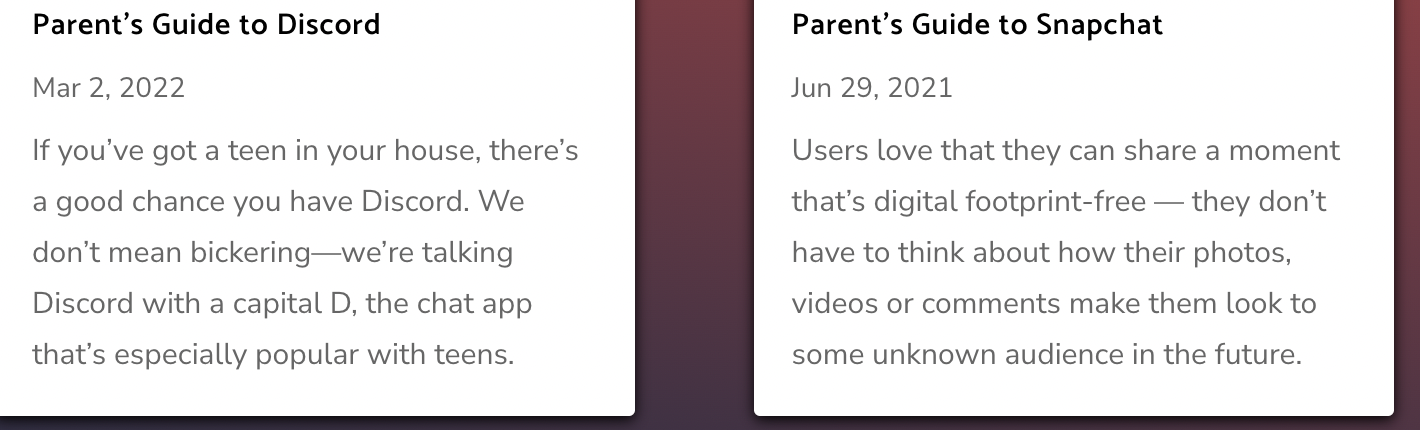 Parent’s Guide to Discord
Mar 2, 2022
If you’ve got a teen in your house, there’s
a good chance you have Discord. We
don’t mean bickering—we’re talking
Discord with a capital D, the chat app
that’s especially popular with teens.
Parent’s Guide to Snapchat
Jun 29, 2021
Users love that they can share a moment
that’s digital footprint-free — they don’t
have to think about how their photos,
videos or comments make them look to
some unknown audience in the future.